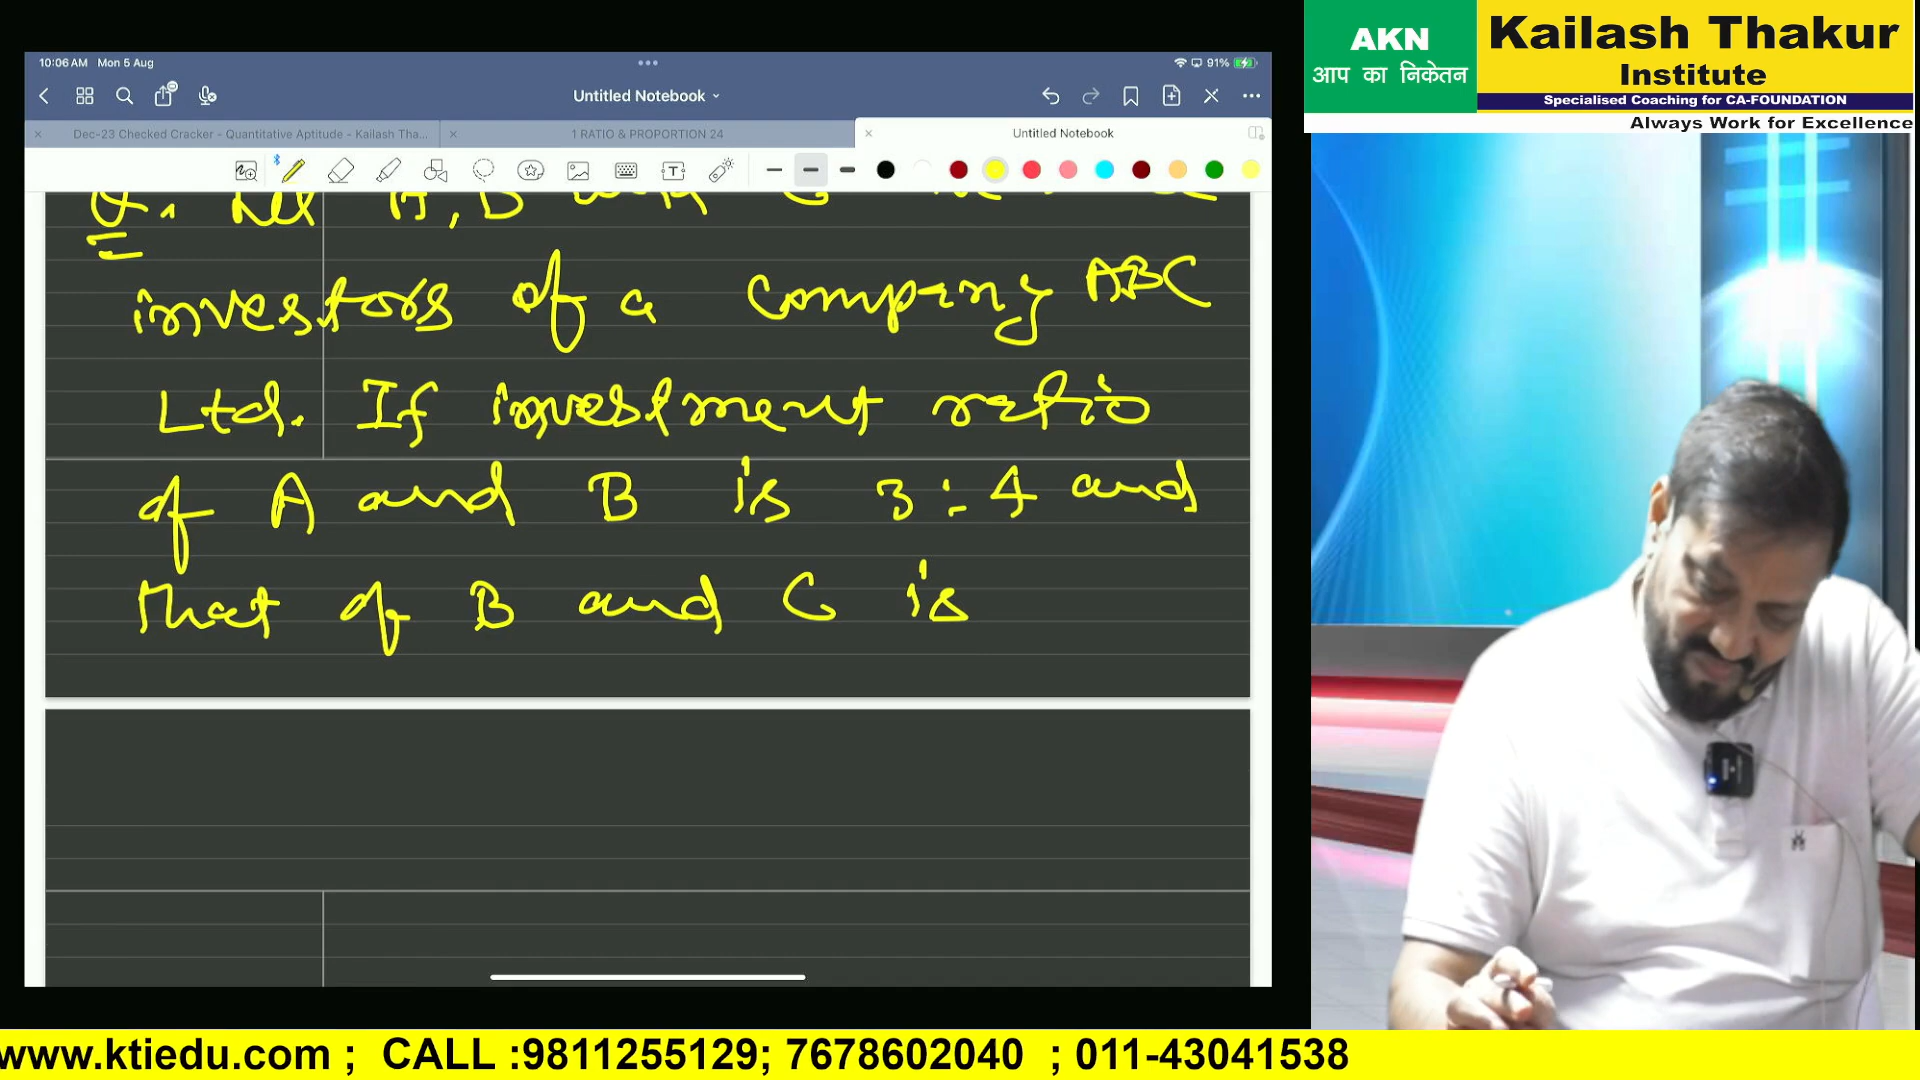 10:06 AM Mon 5 Aug
91%
Untitled Notebook
Dec-23 Checked Cracker - Quantitative Aptitude - Kailash Tha...
1 RATIO & PROPORTION 24
Untitled Notebook
T
Q. Let A, B and C
investors of a company ABC
Ltd. If investment ratio
of A and B is 3:4 and
that of B and C is
AKN
आप का निकेतन
Kailash Thakur
Institute
Specialised Coaching for CA-FOUNDATION
Always Work for Excellence
www.ktiedu.com ; CALL :9811255129; 7678602040 ; 011-43041538